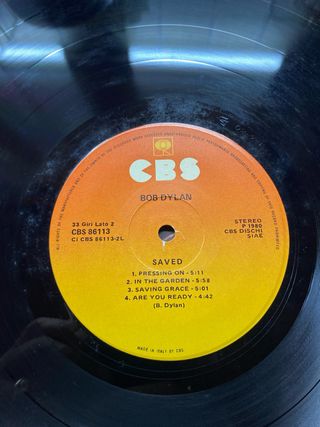 CBS
BOB DYLAN
33 Giri Lato 2
CBS 86113
Ci CBS 86113-2L
STEREO
P 1980
CBS DISCHI
SIAE
SAVED
1. PRESSING ON - 5:11
2. IN THE GARDEN - 5:58
3. SAVING GRACE - 5:01
4. ARE YOU READY - 4:42
(B. Dylan)
MADE IN ITALY BY CBS